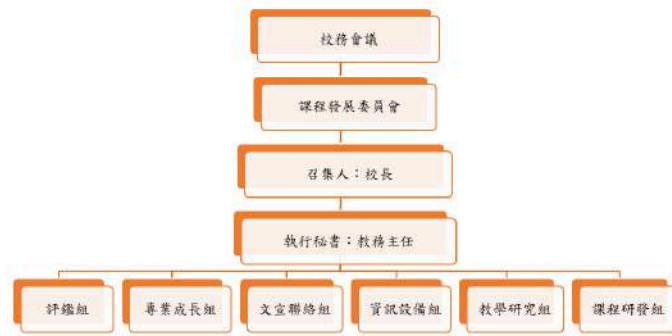 校務會議
課程發展委員會
召集人：校長
執行秘書：教務主任
評鑑組
專業成長組
文宣聯絡組
資訊設備組
教學研究組
課程研發組